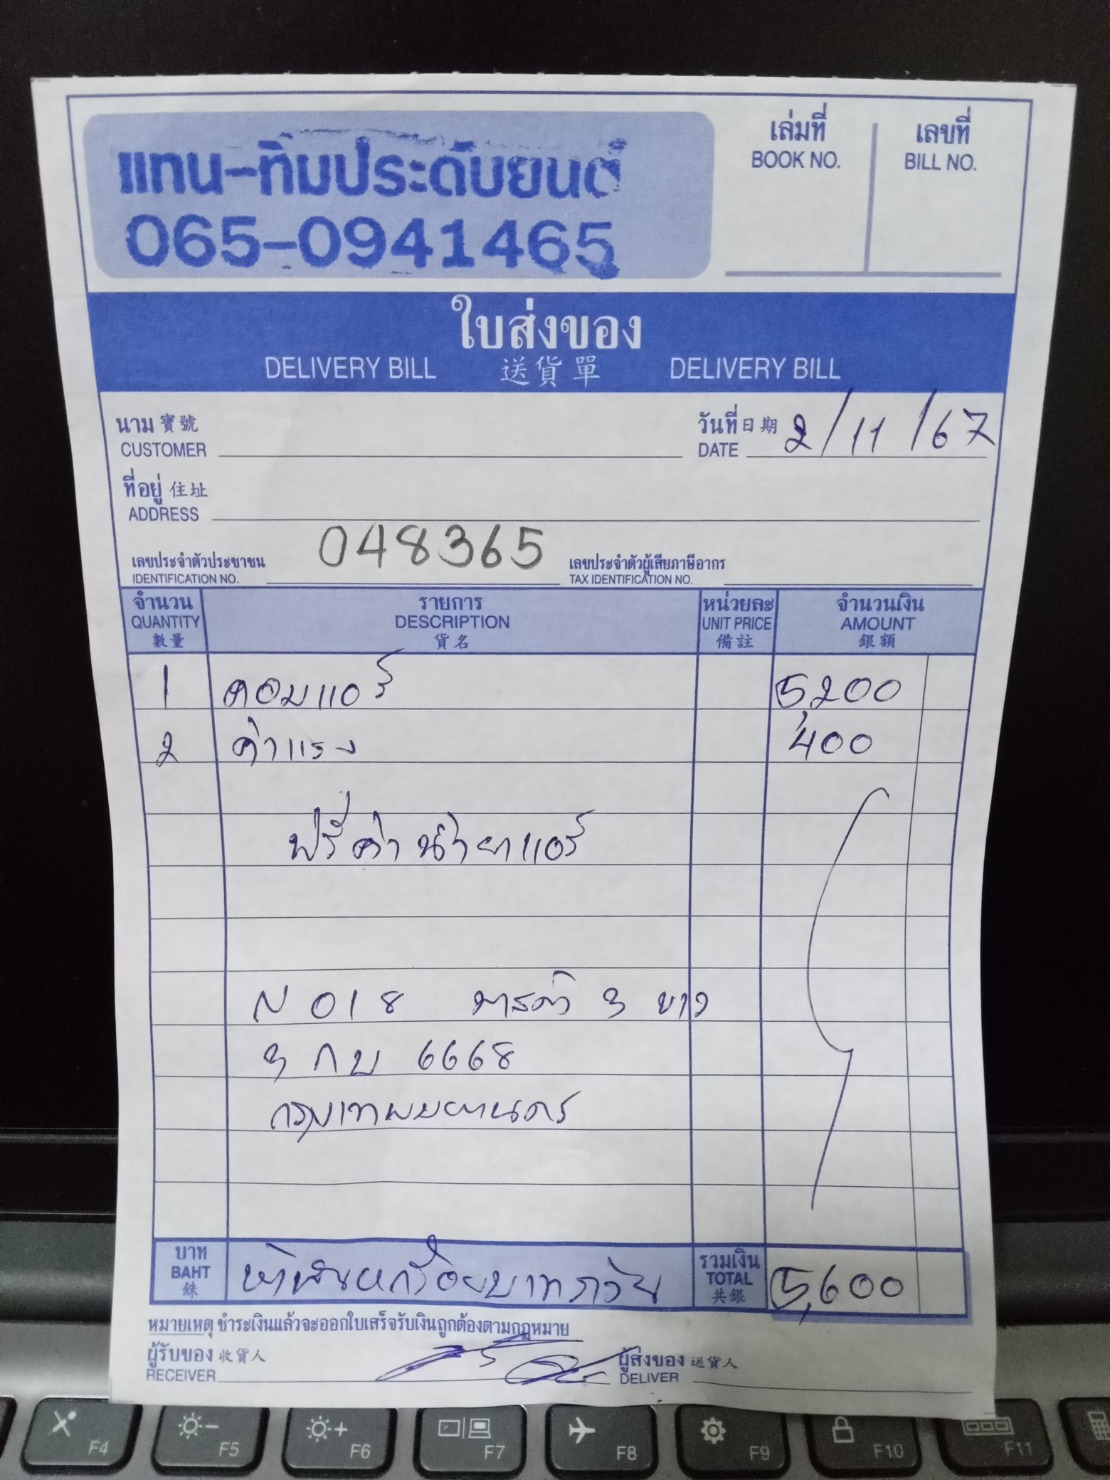 แทน-ทิมประดับยนต์
065-0941465
เล่มที่ เลขที่
BOOK NO. BILL NO.
ใบส่งของ
DELIVERY BILL 送貨單 DELIVERY BILL
นาม 寶號 วันที่ 日期 2/11/67
CUSTOMER DATE
ที่อยู่ 住址
ADDRESS
เลขประจำตัวประชาชน 048365 เลขประจำตัวผู้เสียภาษีอากร
IDENTIFICATION NO. TAX IDENTIFICATION NO.
จำนวน รายการ หน่วยละ จำนวนเงิน
QUANTITY DESCRIPTION UNIT PRICE AMOUNT
數量 貨名 備註 銀額
1 คอมแอร์ 5,200
2 ค่าแรง 400
ฟรีค่าน้ำยาแอร์
N 018 มาสด้า 3 ขาว
3 กบ 6668
กรุงเทพมหานคร
บาท รวมเงิน
BAHT ห้าพันหกร้อยบาทถ้วน TOTAL 5,600
銖 共銀
หมายเหตุ ชำระเงินแล้วจะออกใบเสร็จรับเงินถูกต้องตามกฎหมาย
ผู้รับของ 收貨人 ผู้ส่งของ 送貨人
RECEIVER DELIVER
F4 F5 F6 F7 F8 F9 F10 F11